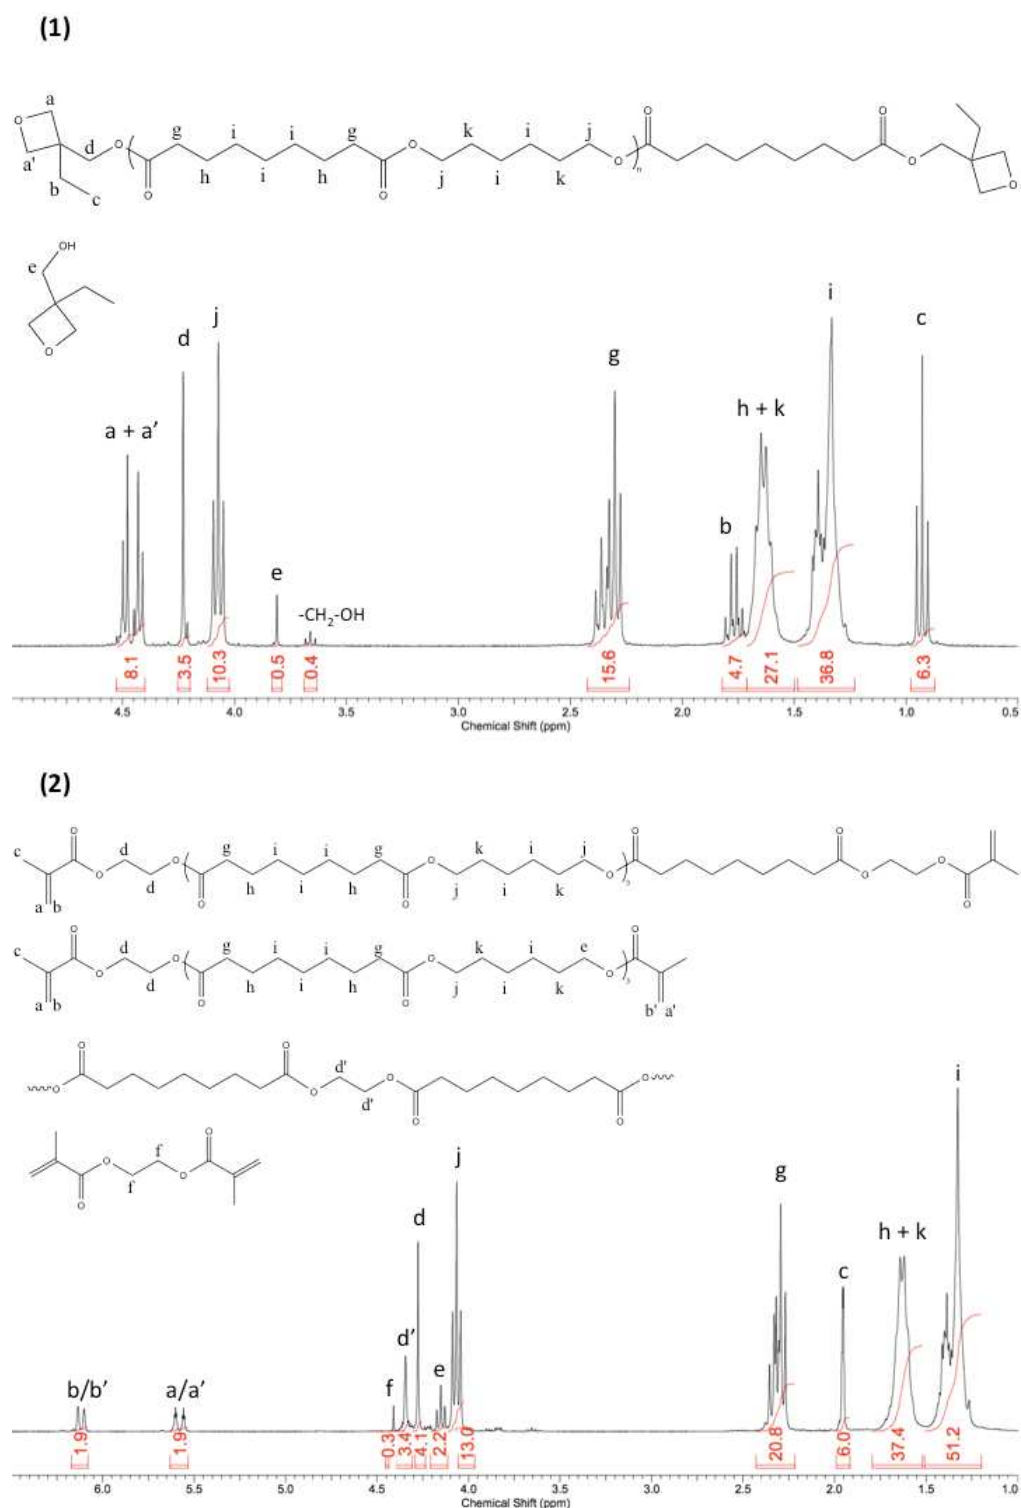 (1)
a
O
a'
b
c
d
O
g
h
i
i
i
h
g
O
O
O
j
k
i
i
k
j
O
n
O
O
O
O
OH
e
O
a + a'
d
j
e
-CH2-OH
g
b
h + k
i
c
8.1
3.5
10.3
0.5
0.4
15.6
4.7
27.1
36.8
6.3
4.5 4.0 3.5 3.0 2.5 2.0 1.5 1.0 0.5
Chemical Shift (ppm)
(2)
c
a b
O
O
d
d
O
O
g
h
i
i
i
h
g
O
O
j
k
i
i
k
j
O
3
O
O
O
O
O
c
a b
O
O
d
d
O
O
g
h
i
i
i
h
g
O
O
j
k
i
i
k
e
O
3
O
b' a'
O
O
O
O
d'
d'
O
O
O
O
O
O
f
f
O
O
b/b'
a/a'
f
d'
d
e
j
g
c
h + k
i
1.9
1.9
0.3
3.4
4.1
2.2
13.0
20.8
6.0
37.4
51.2
6.0 5.5 5.0 4.5 4.0 3.5 3.0 2.5 2.0 1.5 1.0
Chemical Shift (ppm)